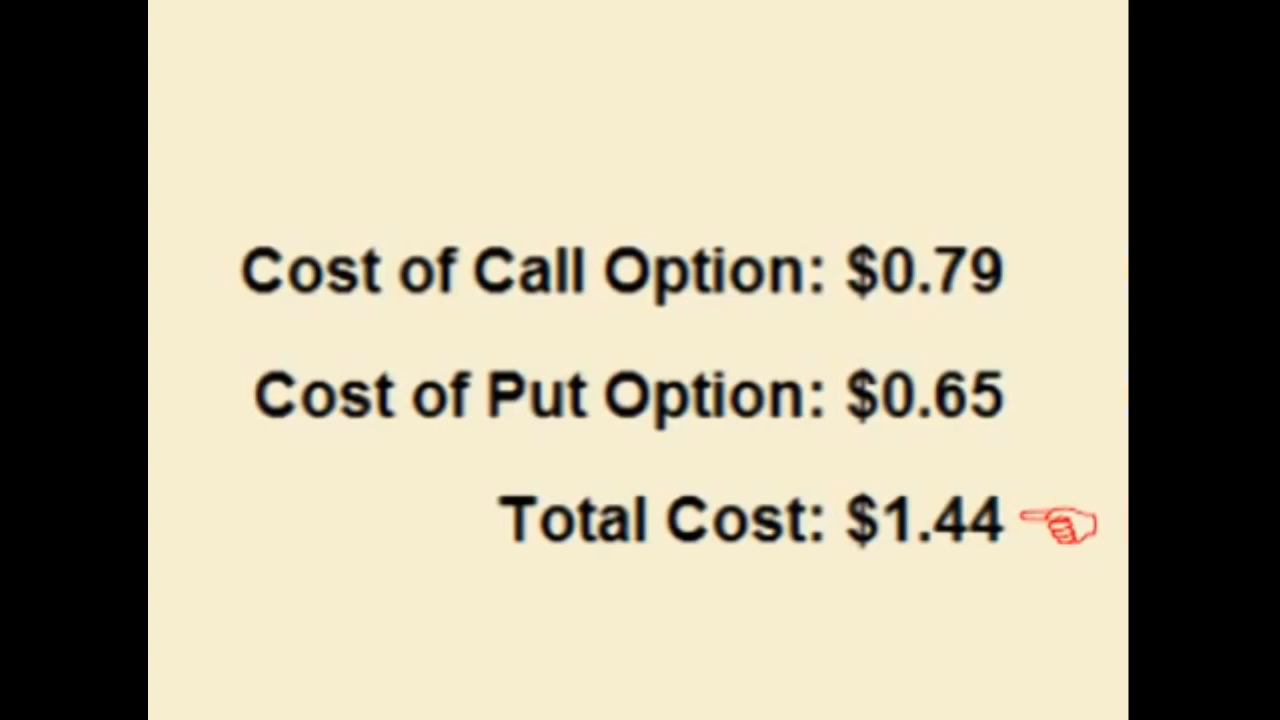 Cost of Call Option: $0.79
Cost of Put Option: $0.65
Total Cost: $1.44